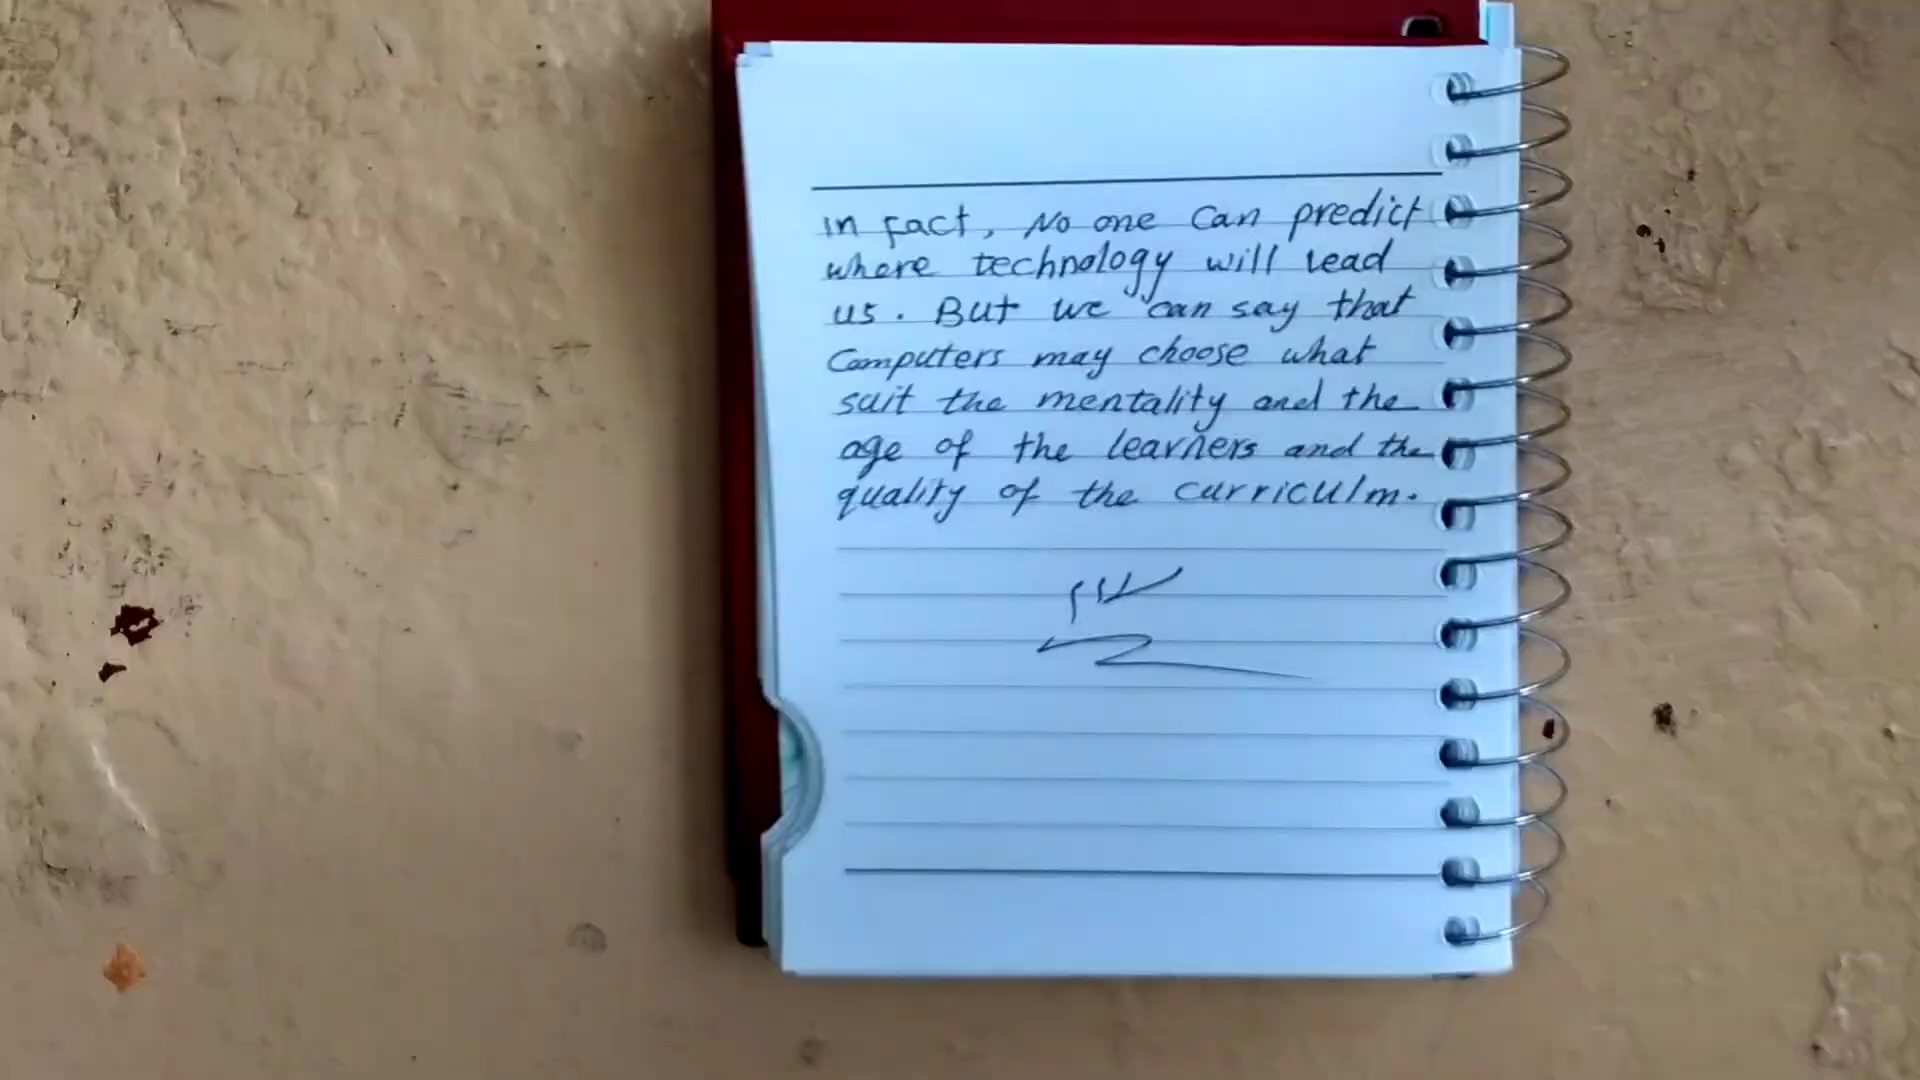 in fact, No one can predict
where technology will lead
us. But we can say that
Computers may choose what
suit the mentality and the
age of the learners and the
quality of the curriculm.